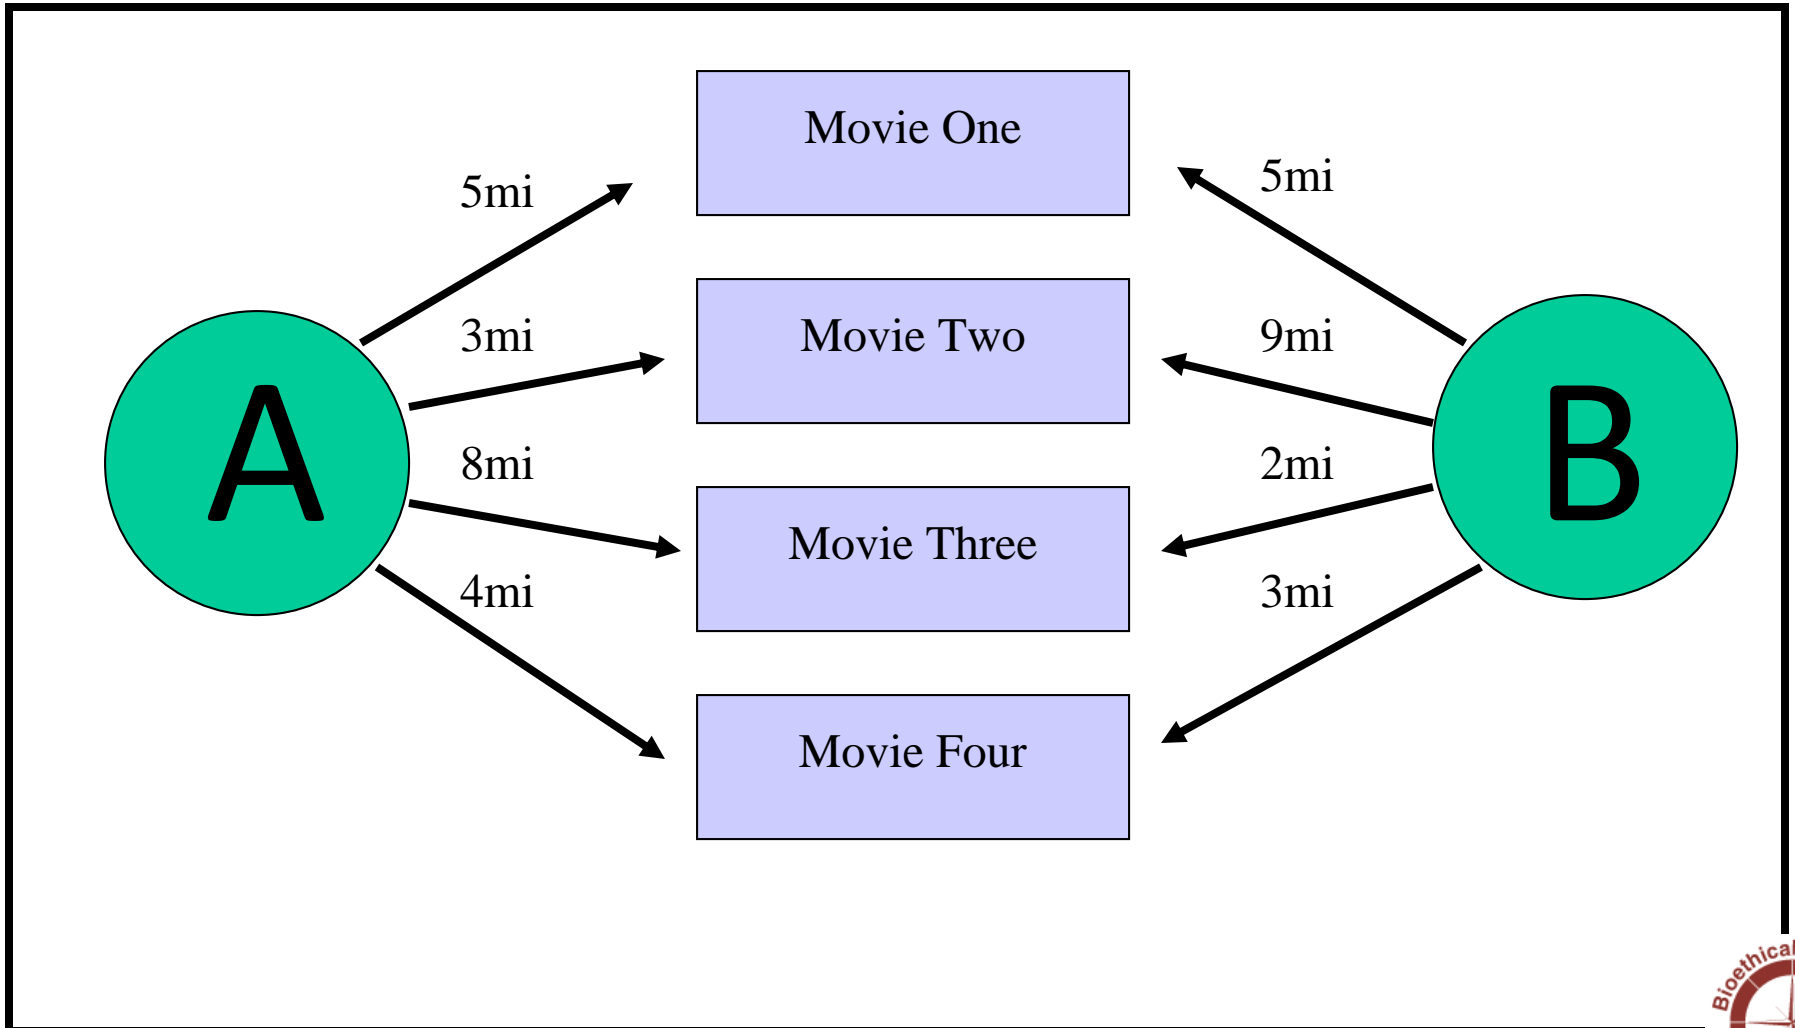 Movie One
5mi
5mi
Movie Two
3mi
9mi
A
B
8mi
2mi
Movie Three
4mi
3mi
Movie Four
Bioethical